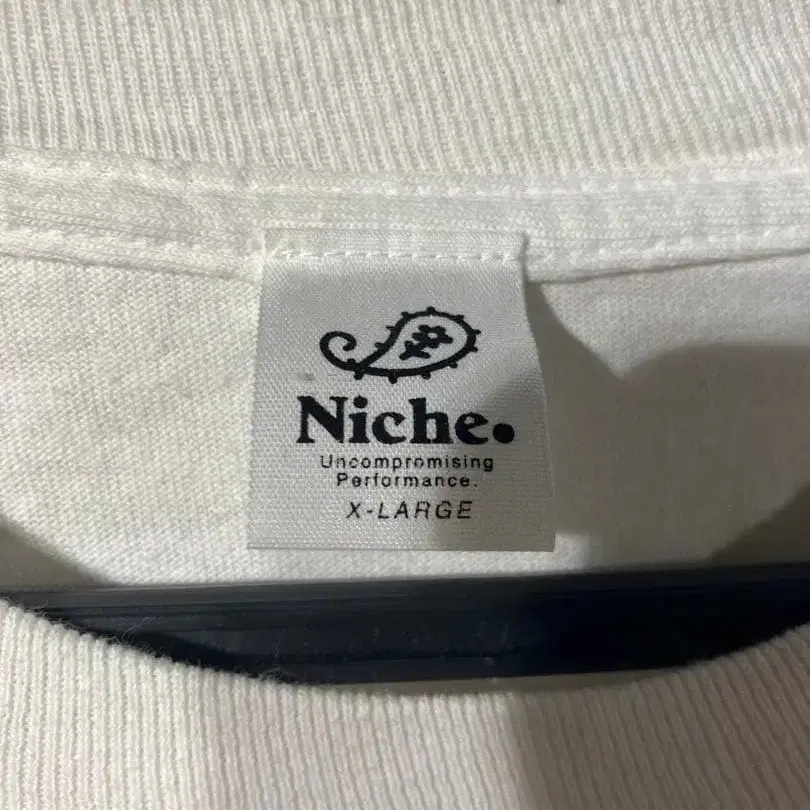 Niche.
Uncompromising
Performance.
X-LARGE